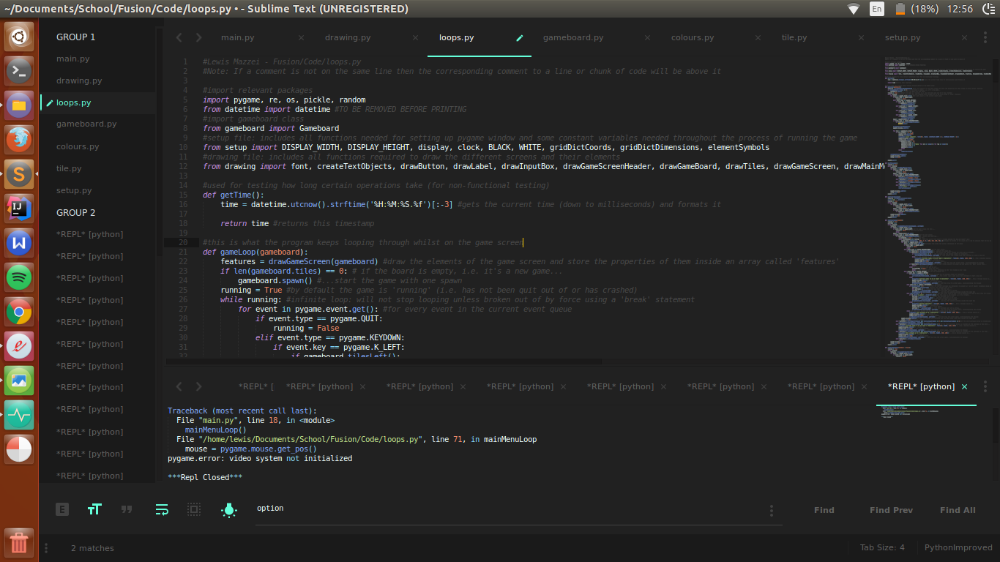 ~/Documents/School/Fusion/Code/loops.py • - Sublime Text (UNREGISTERED)
En
(18%)
12:56
GROUP 1
main.py
drawing.py
loops.py
gameboard.py
colours.py
tile.py
setup.py
GROUP 2
*REPL* [python]
*REPL* [python]
*REPL* [python]
*REPL* [python]
*REPL* [python]
*REPL* [python]
*REPL* [python]
*REPL* [python]
*REPL* [python]
*REPL* [python]
*REPL* [python]
*REPL* [python]
main.py × drawing.py × loops.py gameboard.py × colours.py × tile.py × setup.py ×
1 #Lewis Mazzei - Fusion/Code/loops.py
2 #Note: If a comment is not on the same line then the corresponding comment to a line or chunk of code will be above it
3
4 #import relevant packages
5 import pygame, re, os, pickle, random
6 from datetime import datetime #TO BE REMOVED BEFORE PRINTING
7 #import gameboard class
8 from gameboard import Gameboard
9 #setup file: includes all functions needed for setting up pygame window and some constant variables needed throughout the process of running the game
10 from setup import DISPLAY_WIDTH, DISPLAY_HEIGHT, display, clock, BLACK, WHITE, gridDictCoords, gridDictDimensions, elementSymbols
11 #drawing file: includes all functions required to draw the different screens and their elements
12 from drawing import font, createTextObjects, drawButton, drawLabel, drawInputBox, drawGameScreenHeader, drawGameBoard, drawTiles, drawGameScreen, drawMainM
13
14 #used for testing how long certain operations take (for non-functional testing)
15 def getTime():
16 time = datetime.utcnow().strftime('%H:%M:%S.%f')[:-3] #gets the current time (down to milliseconds) and formats it
17
18 return time #returns this timestamp
19
20 #this is what the program keeps looping through whilst on the game screen
21 def gameLoop(gameboard):
22 features = drawGameScreen(gameboard) #draw the elements of the game screen and store the properties of them inside an array called 'features'
23 if len(gameboard.tiles) == 0: # if the board is empty, i.e. it's a new game...
24 gameboard.spawn() #...start the game with one spawn
25 running = True #by default the game is 'running' (i.e. has not been quit out of or has crashed)
26 while running: #infinite loop: will not stop looping unless broken out of by force using a 'break' statement
27 for event in pygame.event.get(): #for every event in the current event queue
28 if event.type == pygame.QUIT:
29 running = False
30 elif event.type == pygame.KEYDOWN:
31 if event.key == pygame.K_LEFT:
32 if gameboard.tilesLeft():
*REPL* [ *REPL* [python] × *REPL* [python] × *REPL* [python] × *REPL* [python] × *REPL* [python] × *REPL* [python] × *REPL* [python] ×
Traceback (most recent call last):
File "main.py", line 18, in <module>
mainMenuLoop()
File "/home/lewis/Documents/School/Fusion/Code/loops.py", line 71, in mainMenuLoop
mouse = pygame.mouse.get_pos()
pygame.error: video system not initialized

***Repl Closed***
option
Find
Find Prev
Find All
2 matches
Tab Size: 4
PythonImproved